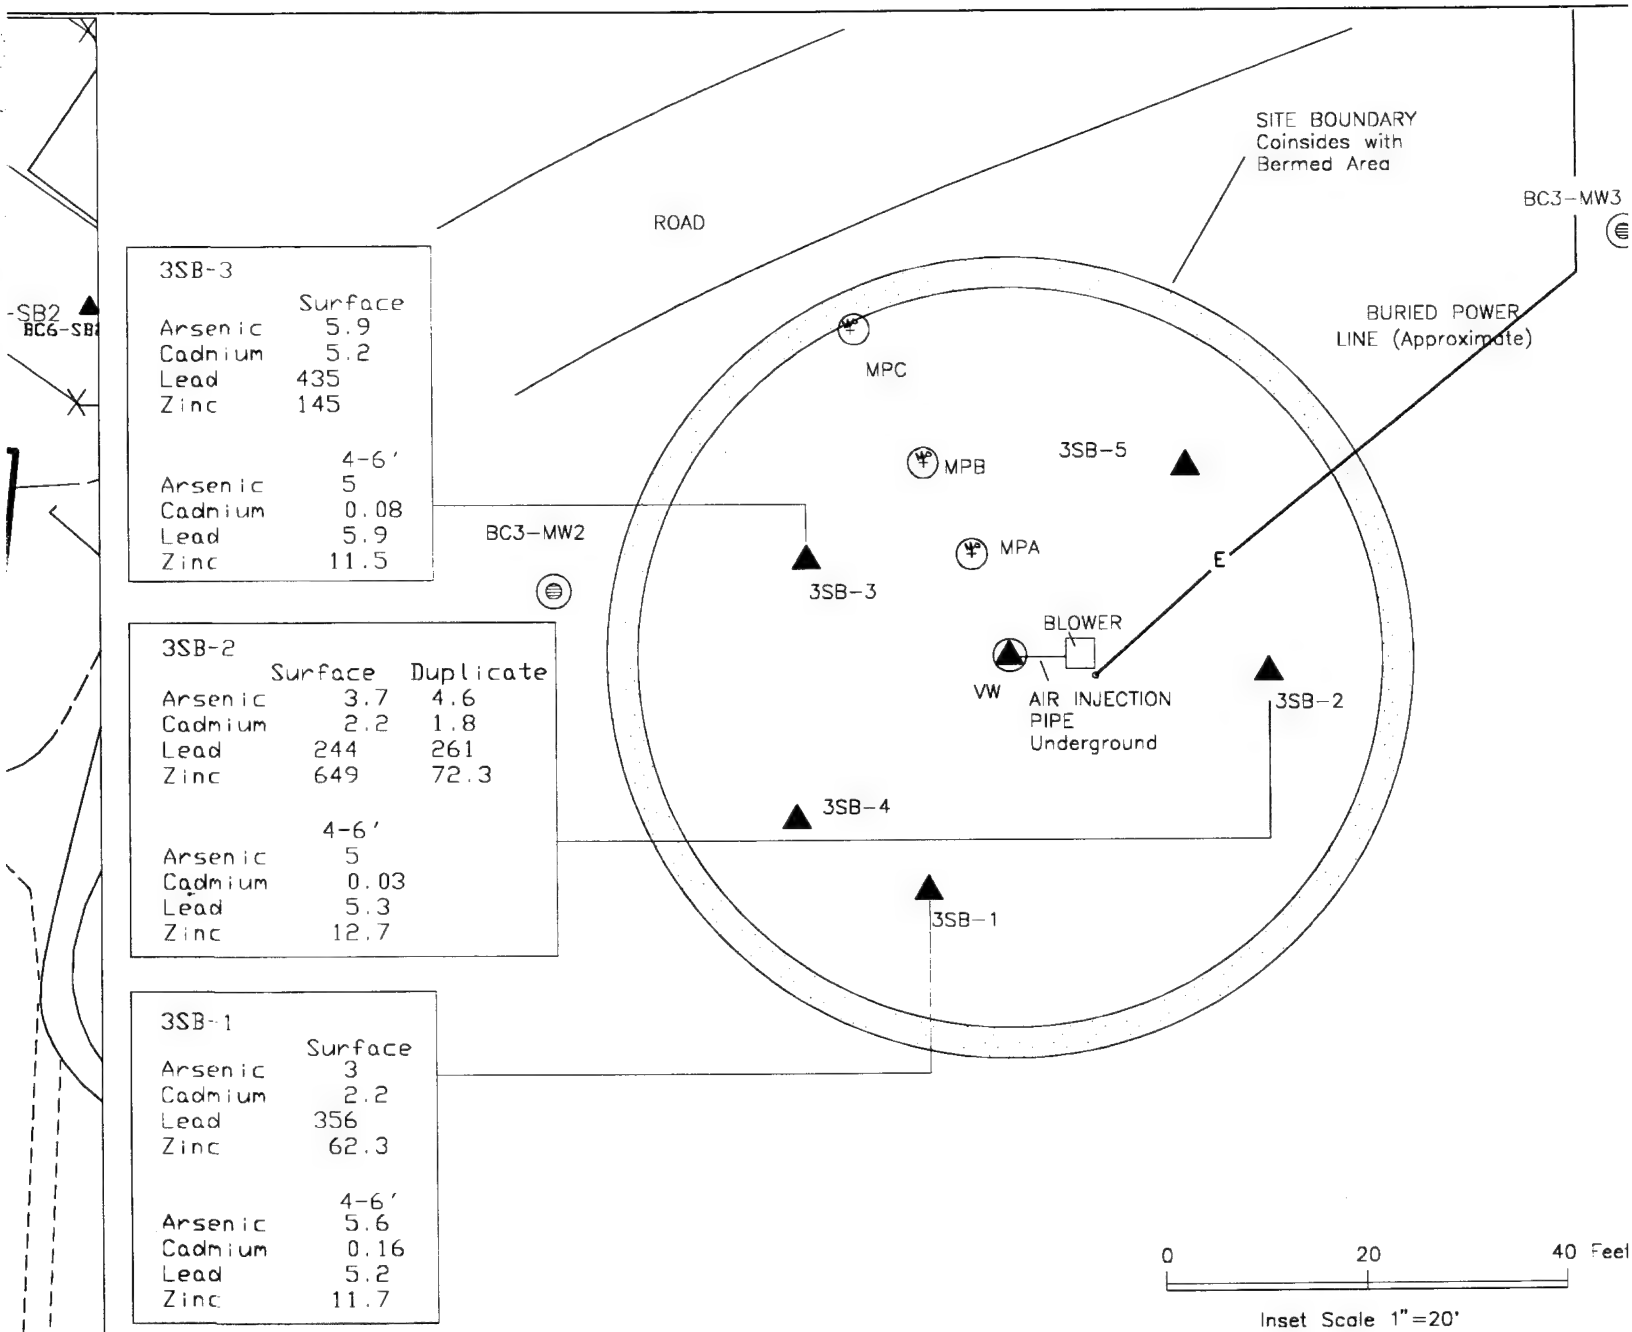 SITE BOUNDARY
Coinsides with
Bermed Area
BC3-MW3
ROAD
BURIED POWER
LINE (Approximate)
-SB2
BC6-SB
3SB-3
Surface
Arsenic 5.9
Cadmium 5.2
Lead 435
Zinc 145
4-6'
Arsenic 5
Cadmium 0.08
Lead 5.9
Zinc 11.5
MPC
MPB
3SB-5
MPA
BC3-MW2
3SB-3
E
BLOWER
VW
AIR INJECTION
PIPE
Underground
3SB-2
3SB-2
Surface Duplicate
Arsenic 3.7 4.6
Cadmium 2.2 1.8
Lead 244 261
Zinc 649 72.3
4-6'
Arsenic 5
Cadmium 0.03
Lead 5.3
Zinc 12.7
3SB-4
3SB-1
3SB-1
Surface
Arsenic 3
Cadmium 2.2
Lead 356
Zinc 62.3
4-6'
Arsenic 5.6
Cadmium 0.16
Lead 5.2
Zinc 11.7
0 20 40 Feet
Inset Scale 1"=20'